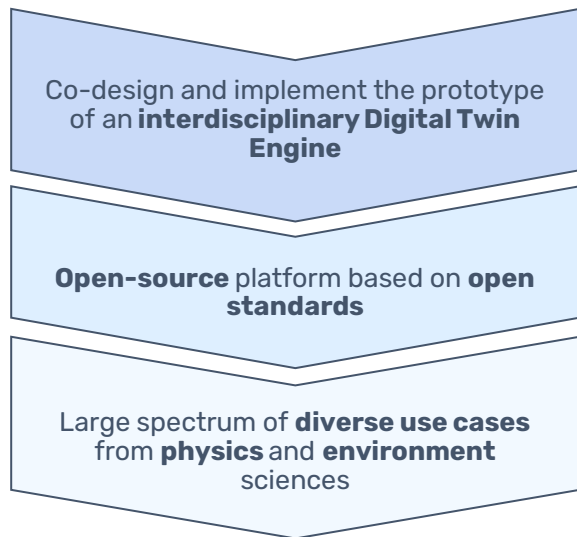 Co-design and implement the prototype
of an interdisciplinary Digital Twin
Engine
Open-source platform based on open
standards
Large spectrum of diverse use cases
from physics and environment
sciences